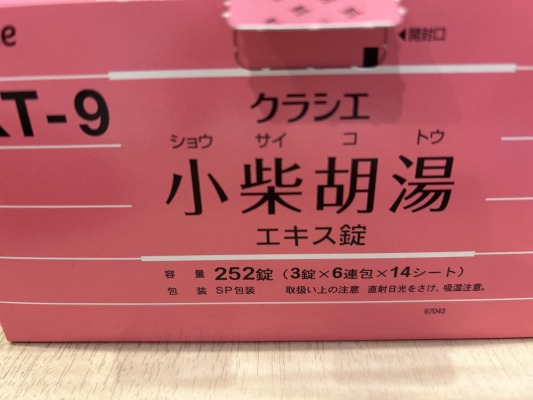 e
◀開封口
KT-9
クラシエ
ショウ サイ コ トウ
小柴胡湯
エキス錠
容 量 252錠（3錠×6連包×14シート）
包 装 SP包装 取扱い上の注意 直射日光をさけ、吸湿注意。
67043